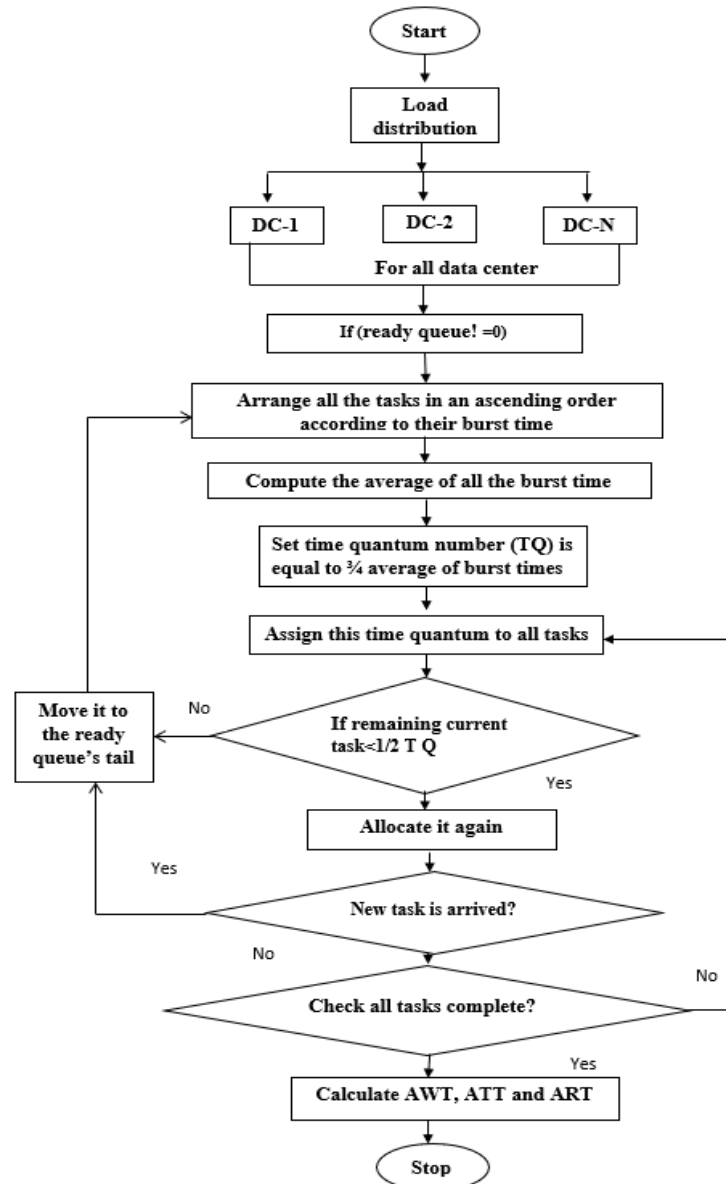 Start
Load
distribution
DC-1
DC-2
DC-N
For all data center
If (ready queue! =0)
Arrange all the tasks in an ascending order
according to their burst time
Compute the average of all the burst time
Set time quantum number (TQ) is
equal to ¾ average of burst times
Assign this time quantum to all tasks
Move it to
the ready
queue's tail
No
If remaining current
task<1/2 T Q
Yes
Allocate it again
Yes
New task is arrived?
No
No
Check all tasks complete?
Yes
Calculate AWT, ATT and ART
Stop